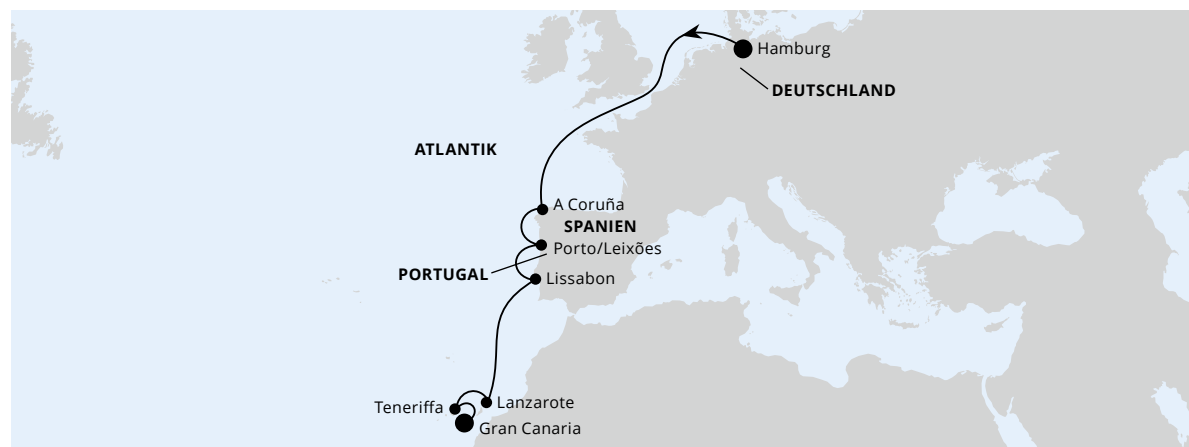 Hamburg
DEUTSCHLAND
ATLANTIK
A Coruña
SPANIEN
Porto/Leixões
PORTUGAL
Lissabon
Lanzarote
Teneriffa
Gran Canaria